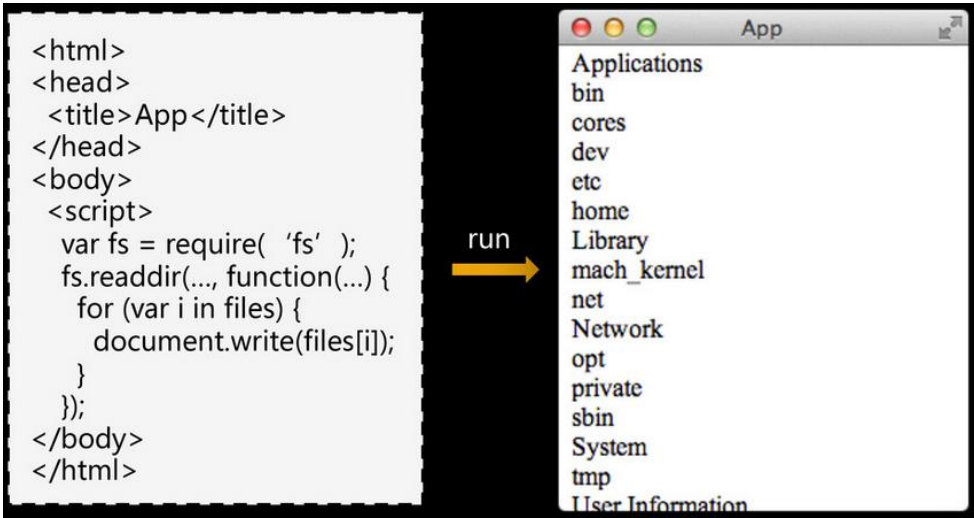 <html>
<head>
<title>App</title>
</head>
<body>
<script>
var fs = require( ‘fs’ );
fs.readdir(..., function(...) {
for (var i in files) {
document.write(files[i]);
}
});
</body>
</html>
run
App
Applications
bin
cores
dev
etc
home
Library
mach_kernel
net
Network
opt
private
sbin
System
tmp
User Information